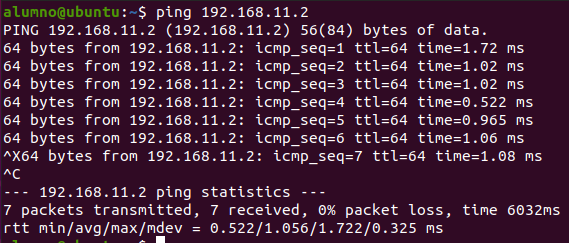 alumno@ubuntu:~$ ping 192.168.11.2
PING 192.168.11.2 (192.168.11.2) 56(84) bytes of data.
64 bytes from 192.168.11.2: icmp_seq=1 ttl=64 time=1.72 ms
64 bytes from 192.168.11.2: icmp_seq=2 ttl=64 time=1.02 ms
64 bytes from 192.168.11.2: icmp_seq=3 ttl=64 time=1.02 ms
64 bytes from 192.168.11.2: icmp_seq=4 ttl=64 time=0.522 ms
64 bytes from 192.168.11.2: icmp_seq=5 ttl=64 time=0.965 ms
64 bytes from 192.168.11.2: icmp_seq=6 ttl=64 time=1.06 ms
^X64 bytes from 192.168.11.2: icmp_seq=7 ttl=64 time=1.08 ms
^C
--- 192.168.11.2 ping statistics ---
7 packets transmitted, 7 received, 0% packet loss, time 6032ms
rtt min/avg/max/mdev = 0.522/1.056/1.722/0.325 ms